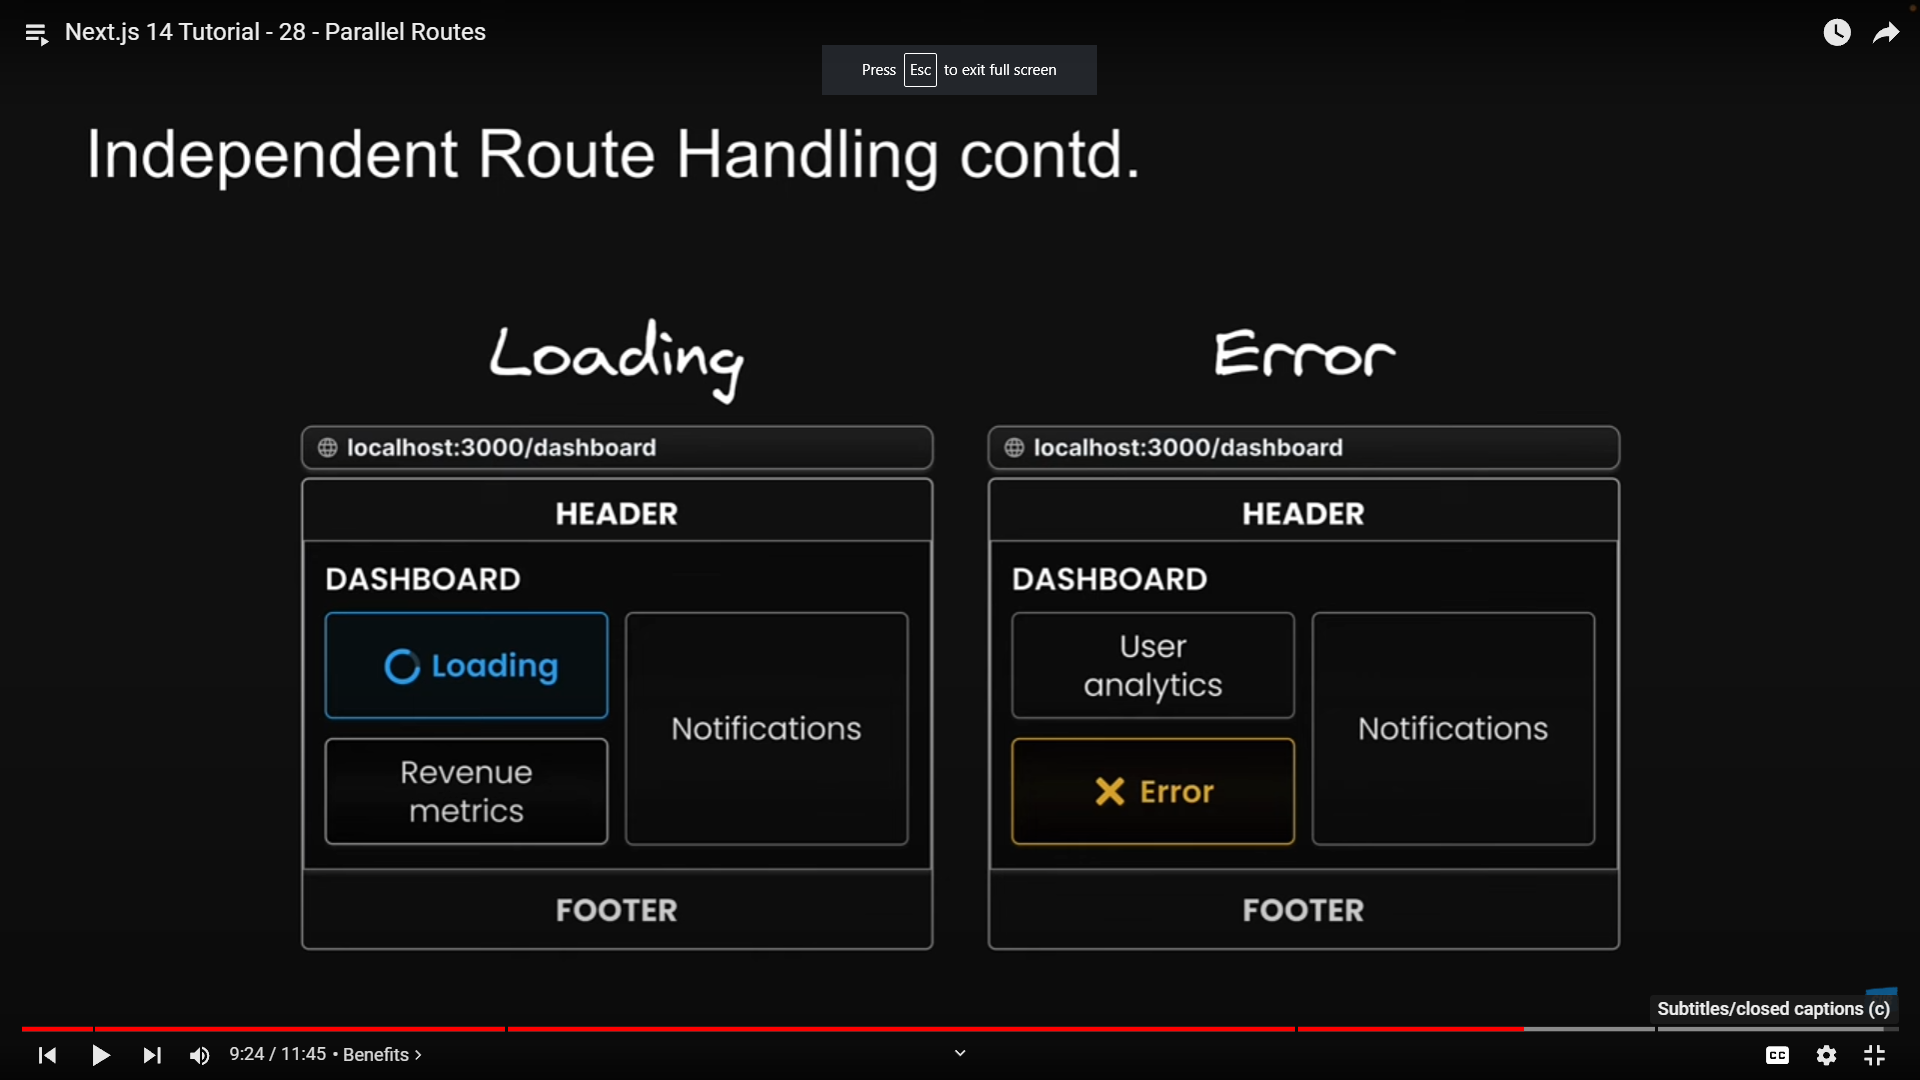 Next.js 14 Tutorial - 28 - Parallel Routes
Press Esc to exit full screen
Independent Route Handling contd.
Loading
Error
localhost:3000/dashboard
HEADER
DASHBOARD
Loading
Notifications
Revenue
metrics
FOOTER
localhost:3000/dashboard
HEADER
DASHBOARD
User
analytics
Notifications
Error
FOOTER
Subtitles/closed captions (c)
9:24 / 11:45 • Benefits ›
CC